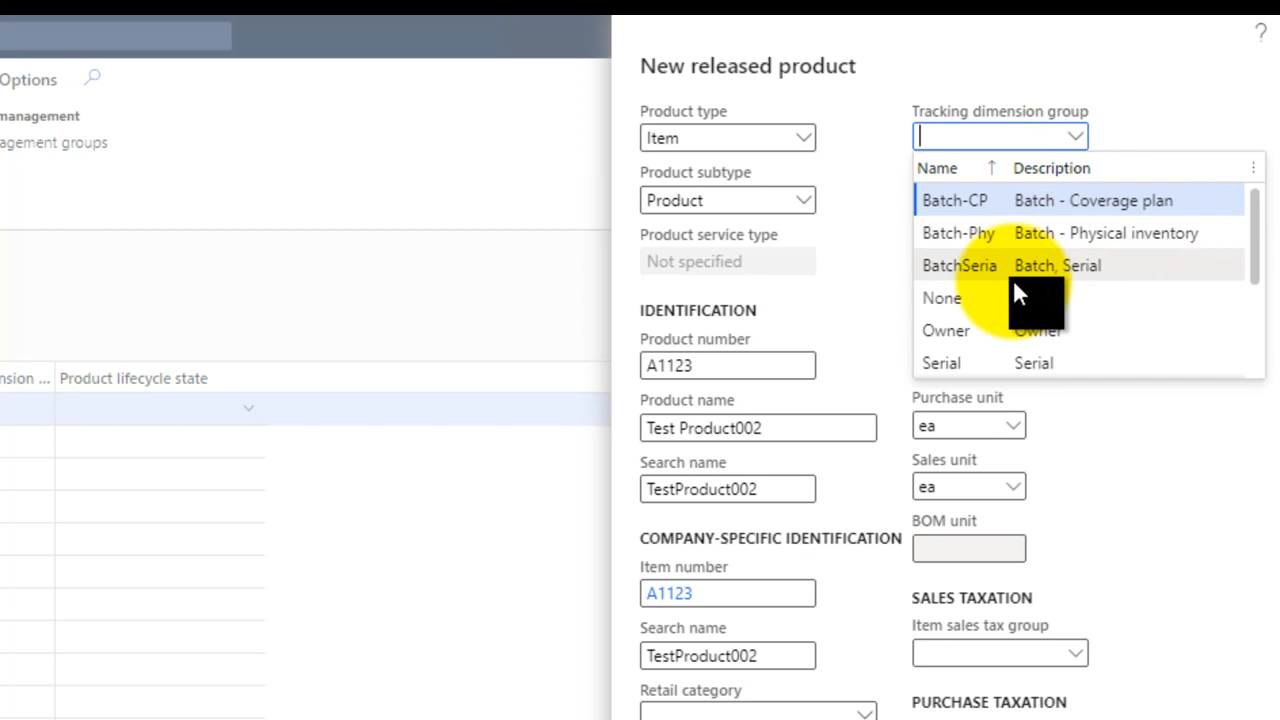 ?
Options
management
agement groups
nsion ...
Product lifecycle state
New released product
Product type
Item
Product subtype
Product
Product service type
Not specified
IDENTIFICATION
Product number
A1123
Product name
Test Product002
Search name
TestProduct002
COMPANY-SPECIFIC IDENTIFICATION
Item number
A1123
Search name
TestProduct002
Retail category
Tracking dimension group
Name ↑ Description
Batch-CP Batch - Coverage plan
Batch-Phy Batch - Physical inventory
BatchSeria Batch, Serial
None
Owner Owner
Serial Serial
Purchase unit
ea
Sales unit
ea
BOM unit
SALES TAXATION
Item sales tax group
PURCHASE TAXATION